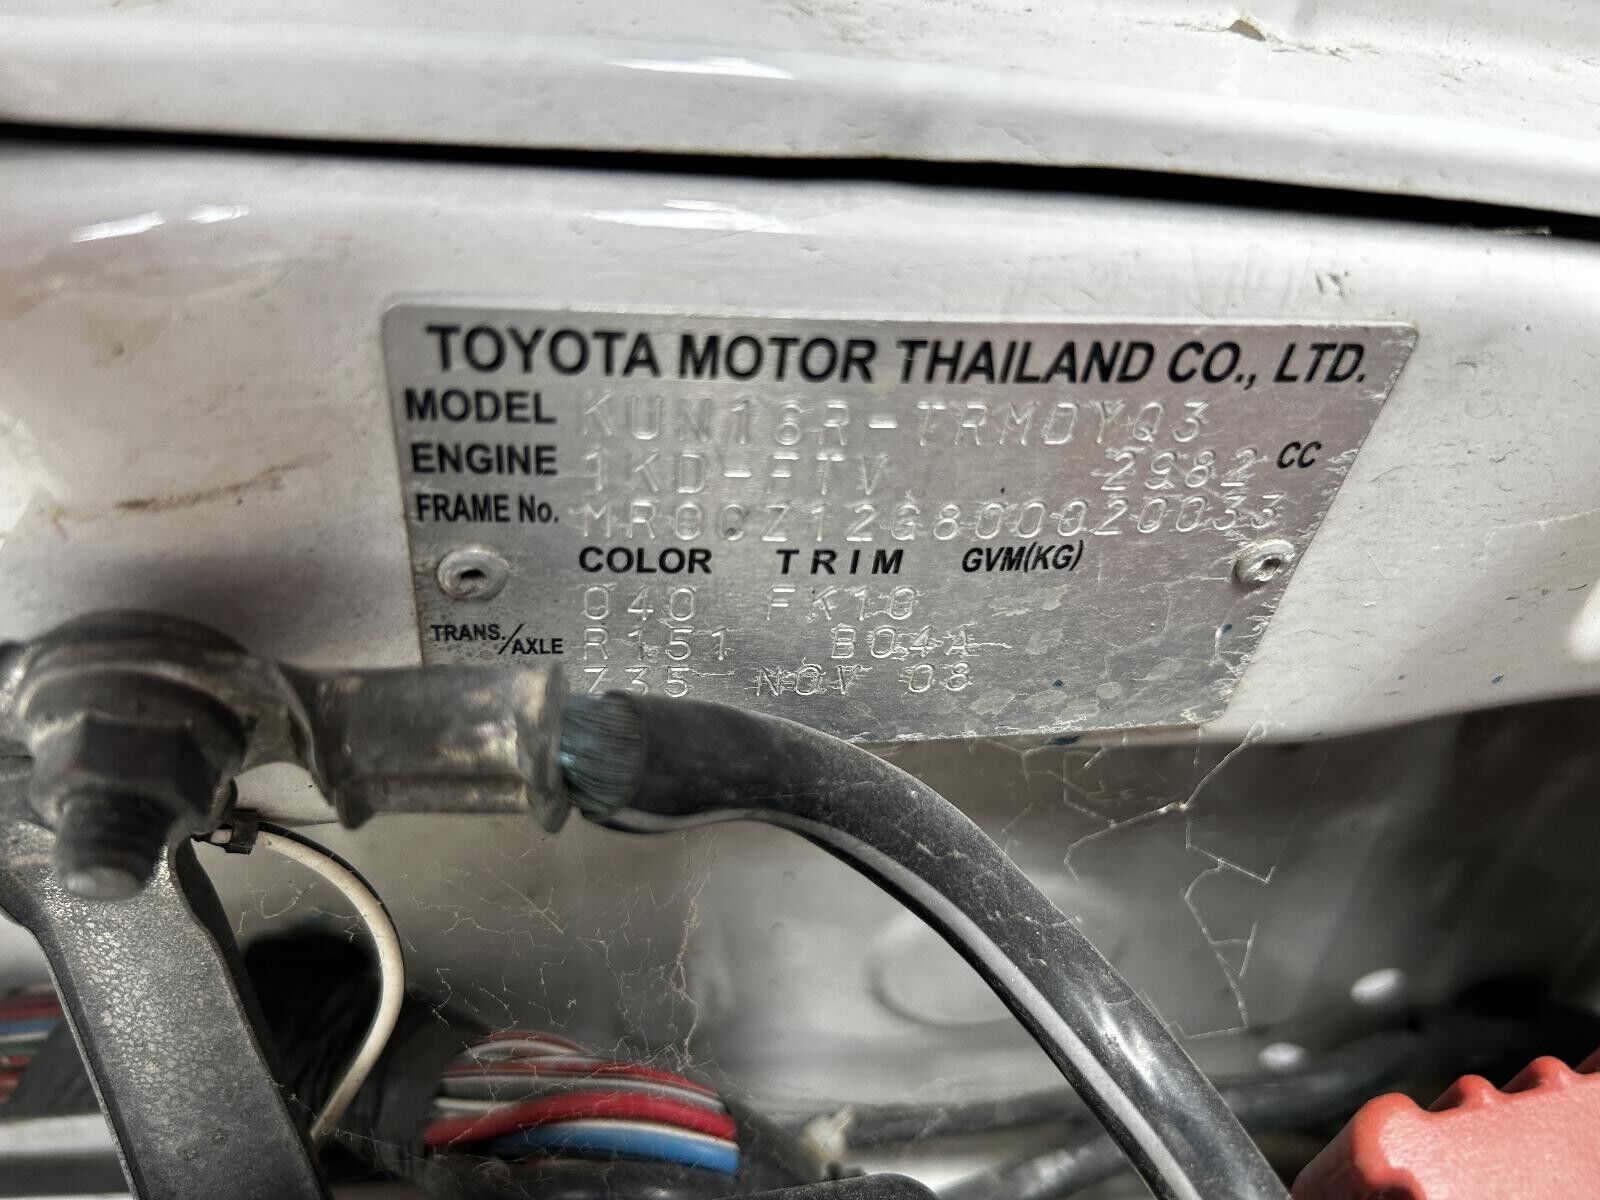 TOYOTA MOTOR THAILAND CO., LTD.
MODEL KUN16R-TRMDYQ3
ENGINE 1KD-FTV 2982 CC
FRAME No. MR0CZ12G800020033
COLOR TRIM GVM(KG)
040 FK10
TRANS./AXLE R151 B04A
Z35 NOV 08